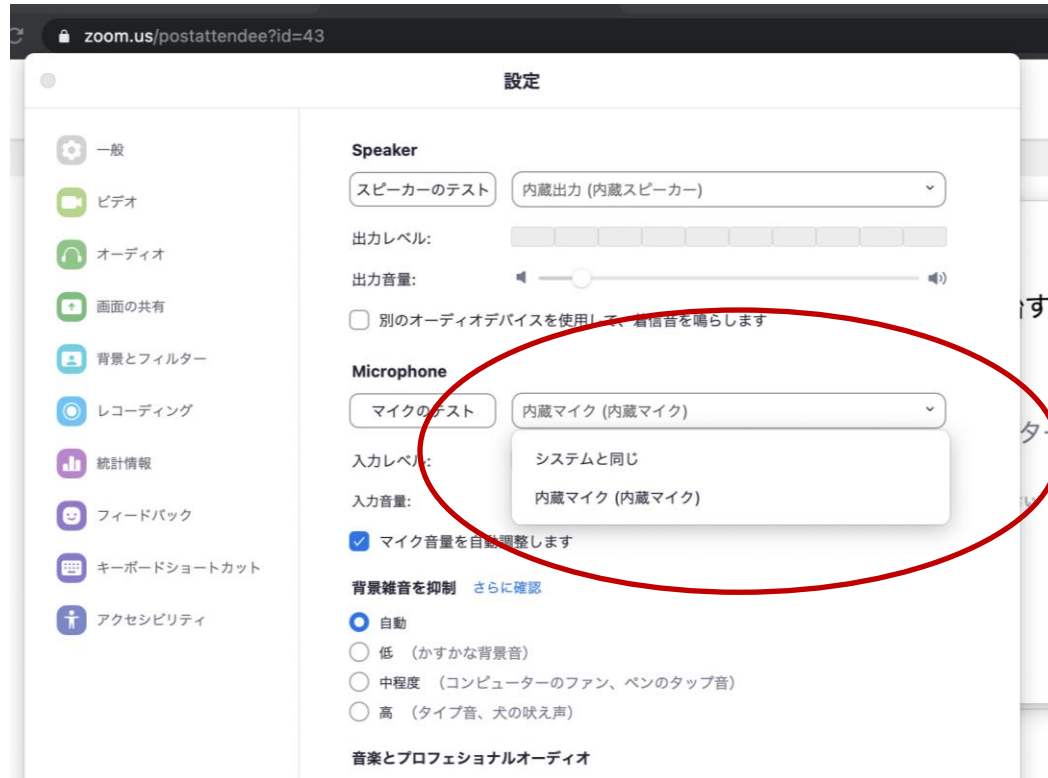 zoom.us/postattendee?id=43
設定
一般
ビデオ
オーディオ
画面の共有
背景とフィルター
レコーディング
統計情報
フィードバック
キーボードショートカット
アクセシビリティ
Speaker
スピーカーのテスト 内蔵出力 (内蔵スピーカー)
出力レベル:
出力音量:
別のオーディオデバイスを使用して、着信音を鳴らします
Microphone
マイクのテスト 内蔵マイク (内蔵マイク)
入力レベル:
システムと同じ
入力音量:
内蔵マイク (内蔵マイク)
マイク音量を自動調整します
背景雑音を抑制 さらに確認
自動
低 (かすかな背景音)
中程度 (コンピューターのファン、ペンのタップ音)
高 (タイプ音、犬の吠え声)
音楽とプロフェショナルオーディオ
す
タ